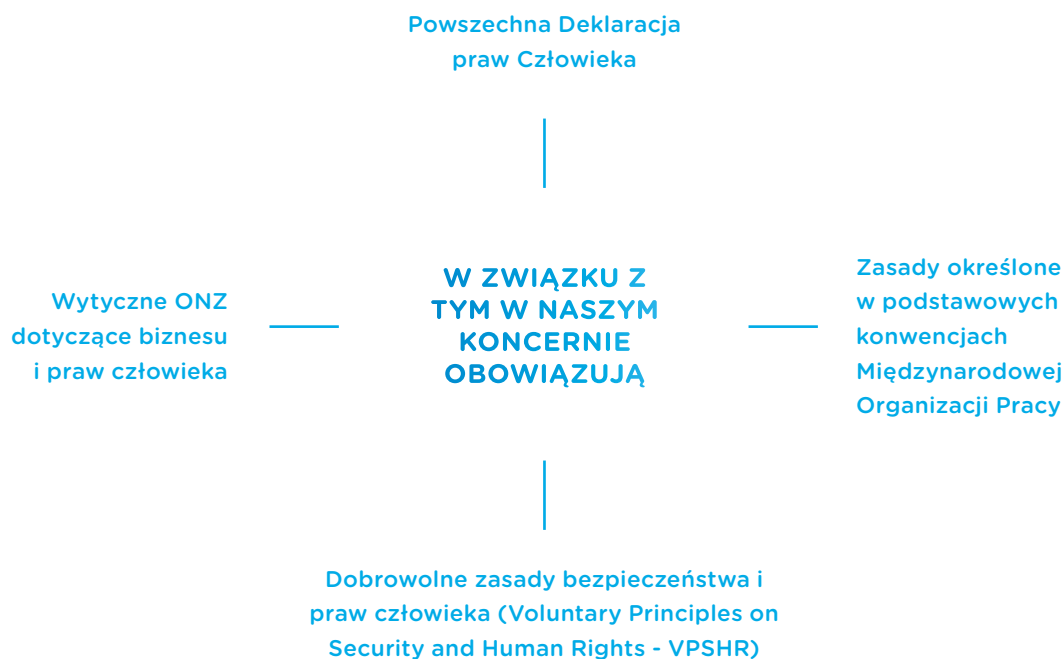 Powszechna Deklaracja
praw Człowieka
W ZWIĄZKU Z
TYM W NASZYM
KONCERNIE
OBOWIĄZUJĄ
Wytyczne ONZ
dotyczące biznesu
i praw człowieka
Zasady określone
w podstawowych
konwencjach
Międzynarodowej
Organizacji Pracy
Dobrowolne zasady bezpieczeństwa i
praw człowieka (Voluntary Principles on
Security and Human Rights - VPSHR)